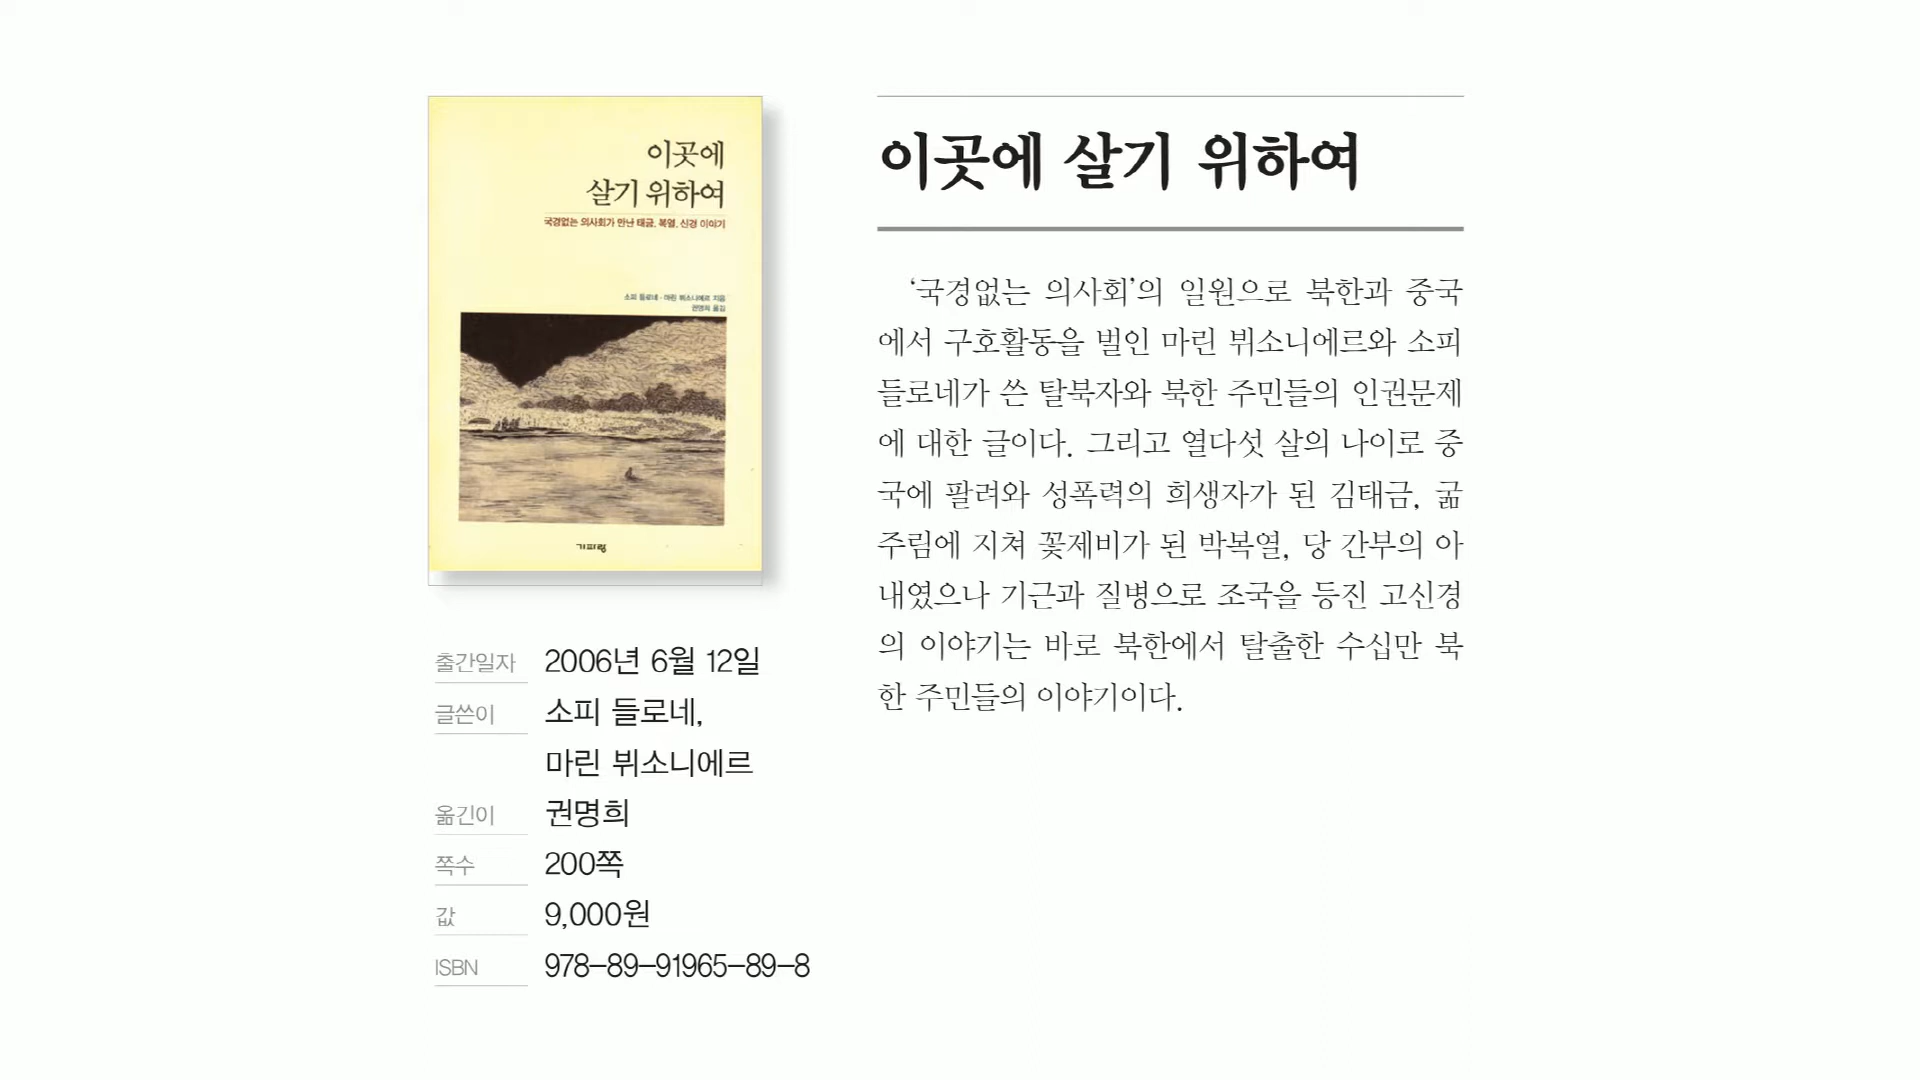 이곳에
살기 위하여
국경없는 의사회가 만난 태금, 복열, 신경 이야기
소피 들로네 · 마린 뷔소니에르 지음
권명희 옮김
기파랑
출간일자 2006년 6월 12일
글쓴이 소피 들로네,
마린 뷔소니에르
옮긴이 권명희
쪽수 200쪽
값 9,000원
ISBN 978-89-91965-89-8
이곳에 살기 위하여
‘국경없는 의사회’의 일원으로 북한과 중국
에서 구호활동을 벌인 마린 뷔소니에르와 소피
들로네가 쓴 탈북자와 북한 주민들의 인권문제
에 대한 글이다. 그리고 열다섯 살의 나이로 중
국에 팔려와 성폭력의 희생자가 된 김태금, 굶
주림에 지쳐 꽃제비가 된 박복열, 당 간부의 아
내였으나 기근과 질병으로 조국을 등진 고신경
의 이야기는 바로 북한에서 탈출한 수십만 북
한 주민들의 이야기이다.